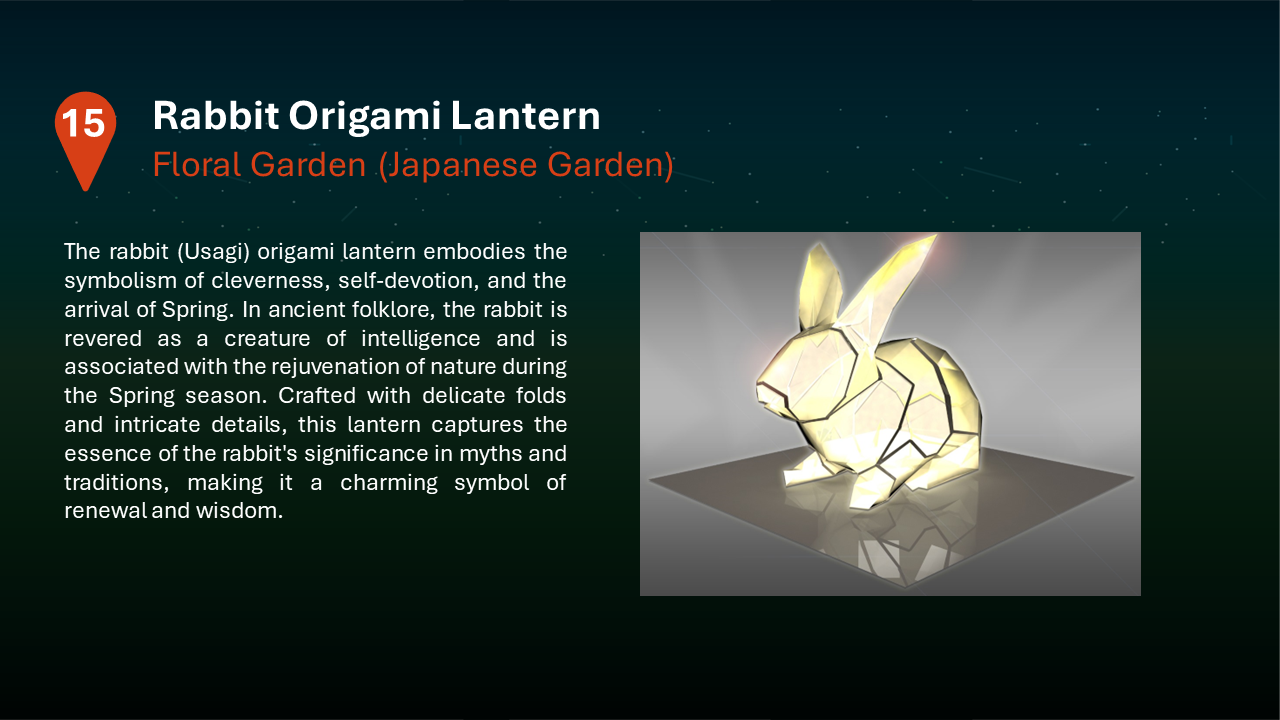 15
Rabbit Origami Lantern
Floral Garden (Japanese Garden)
The rabbit (Usagi) origami lantern embodies the
symbolism of cleverness, self-devotion, and the
arrival of Spring. In ancient folklore, the rabbit is
revered as a creature of intelligence and is
associated with the rejuvenation of nature during
the Spring season. Crafted with delicate folds
and intricate details, this lantern captures the
essence of the rabbit's significance in myths and
traditions, making it a charming symbol of
renewal and wisdom.